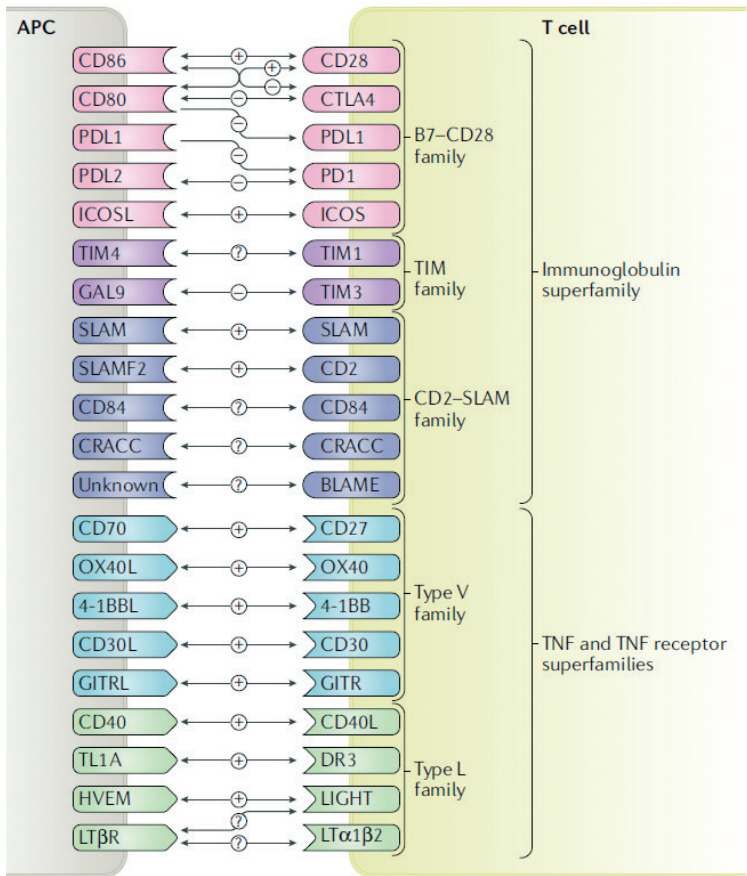 APC
T cell
CD86 + CD28
+
−
CD80 − CTLA4
−
PDL1 PDL1
−
PDL2 − PD1
ICOSL + ICOS
B7–CD28
family
TIM4 ? TIM1
GAL9 − TIM3
TIM
family
SLAM + SLAM
SLAMF2 + CD2
CD84 ? CD84
CRACC ? CRACC
Unknown ? BLAME
CD2–SLAM
family
Immunoglobulin
superfamily
CD70 + CD27
OX40L + OX40
4-1BBL + 4-1BB
CD30L + CD30
GITRL + GITR
Type V
family
CD40 + CD40L
TL1A + DR3
HVEM + LIGHT
?
LTβR ? LTα1β2
Type L
family
TNF and TNF receptor
superfamilies